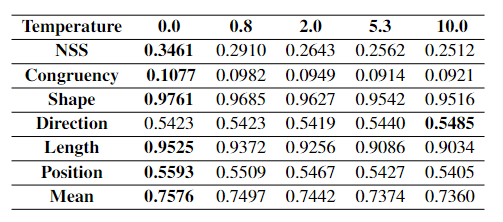 Temperature 0.0 0.8 2.0 5.3 10.0
NSS 0.3461 0.2910 0.2643 0.2562 0.2512
Congruency 0.1077 0.0982 0.0949 0.0914 0.0921
Shape 0.9761 0.9685 0.9627 0.9542 0.9516
Direction 0.5423 0.5423 0.5419 0.5440 0.5485
Length 0.9525 0.9372 0.9256 0.9086 0.9034
Position 0.5593 0.5509 0.5467 0.5427 0.5405
Mean 0.7576 0.7497 0.7442 0.7374 0.7360